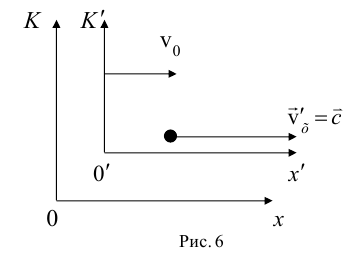 K K′
v₀
v⃗′ₓ̃ = c⃗
0′ x′
0 x
Рис. 6